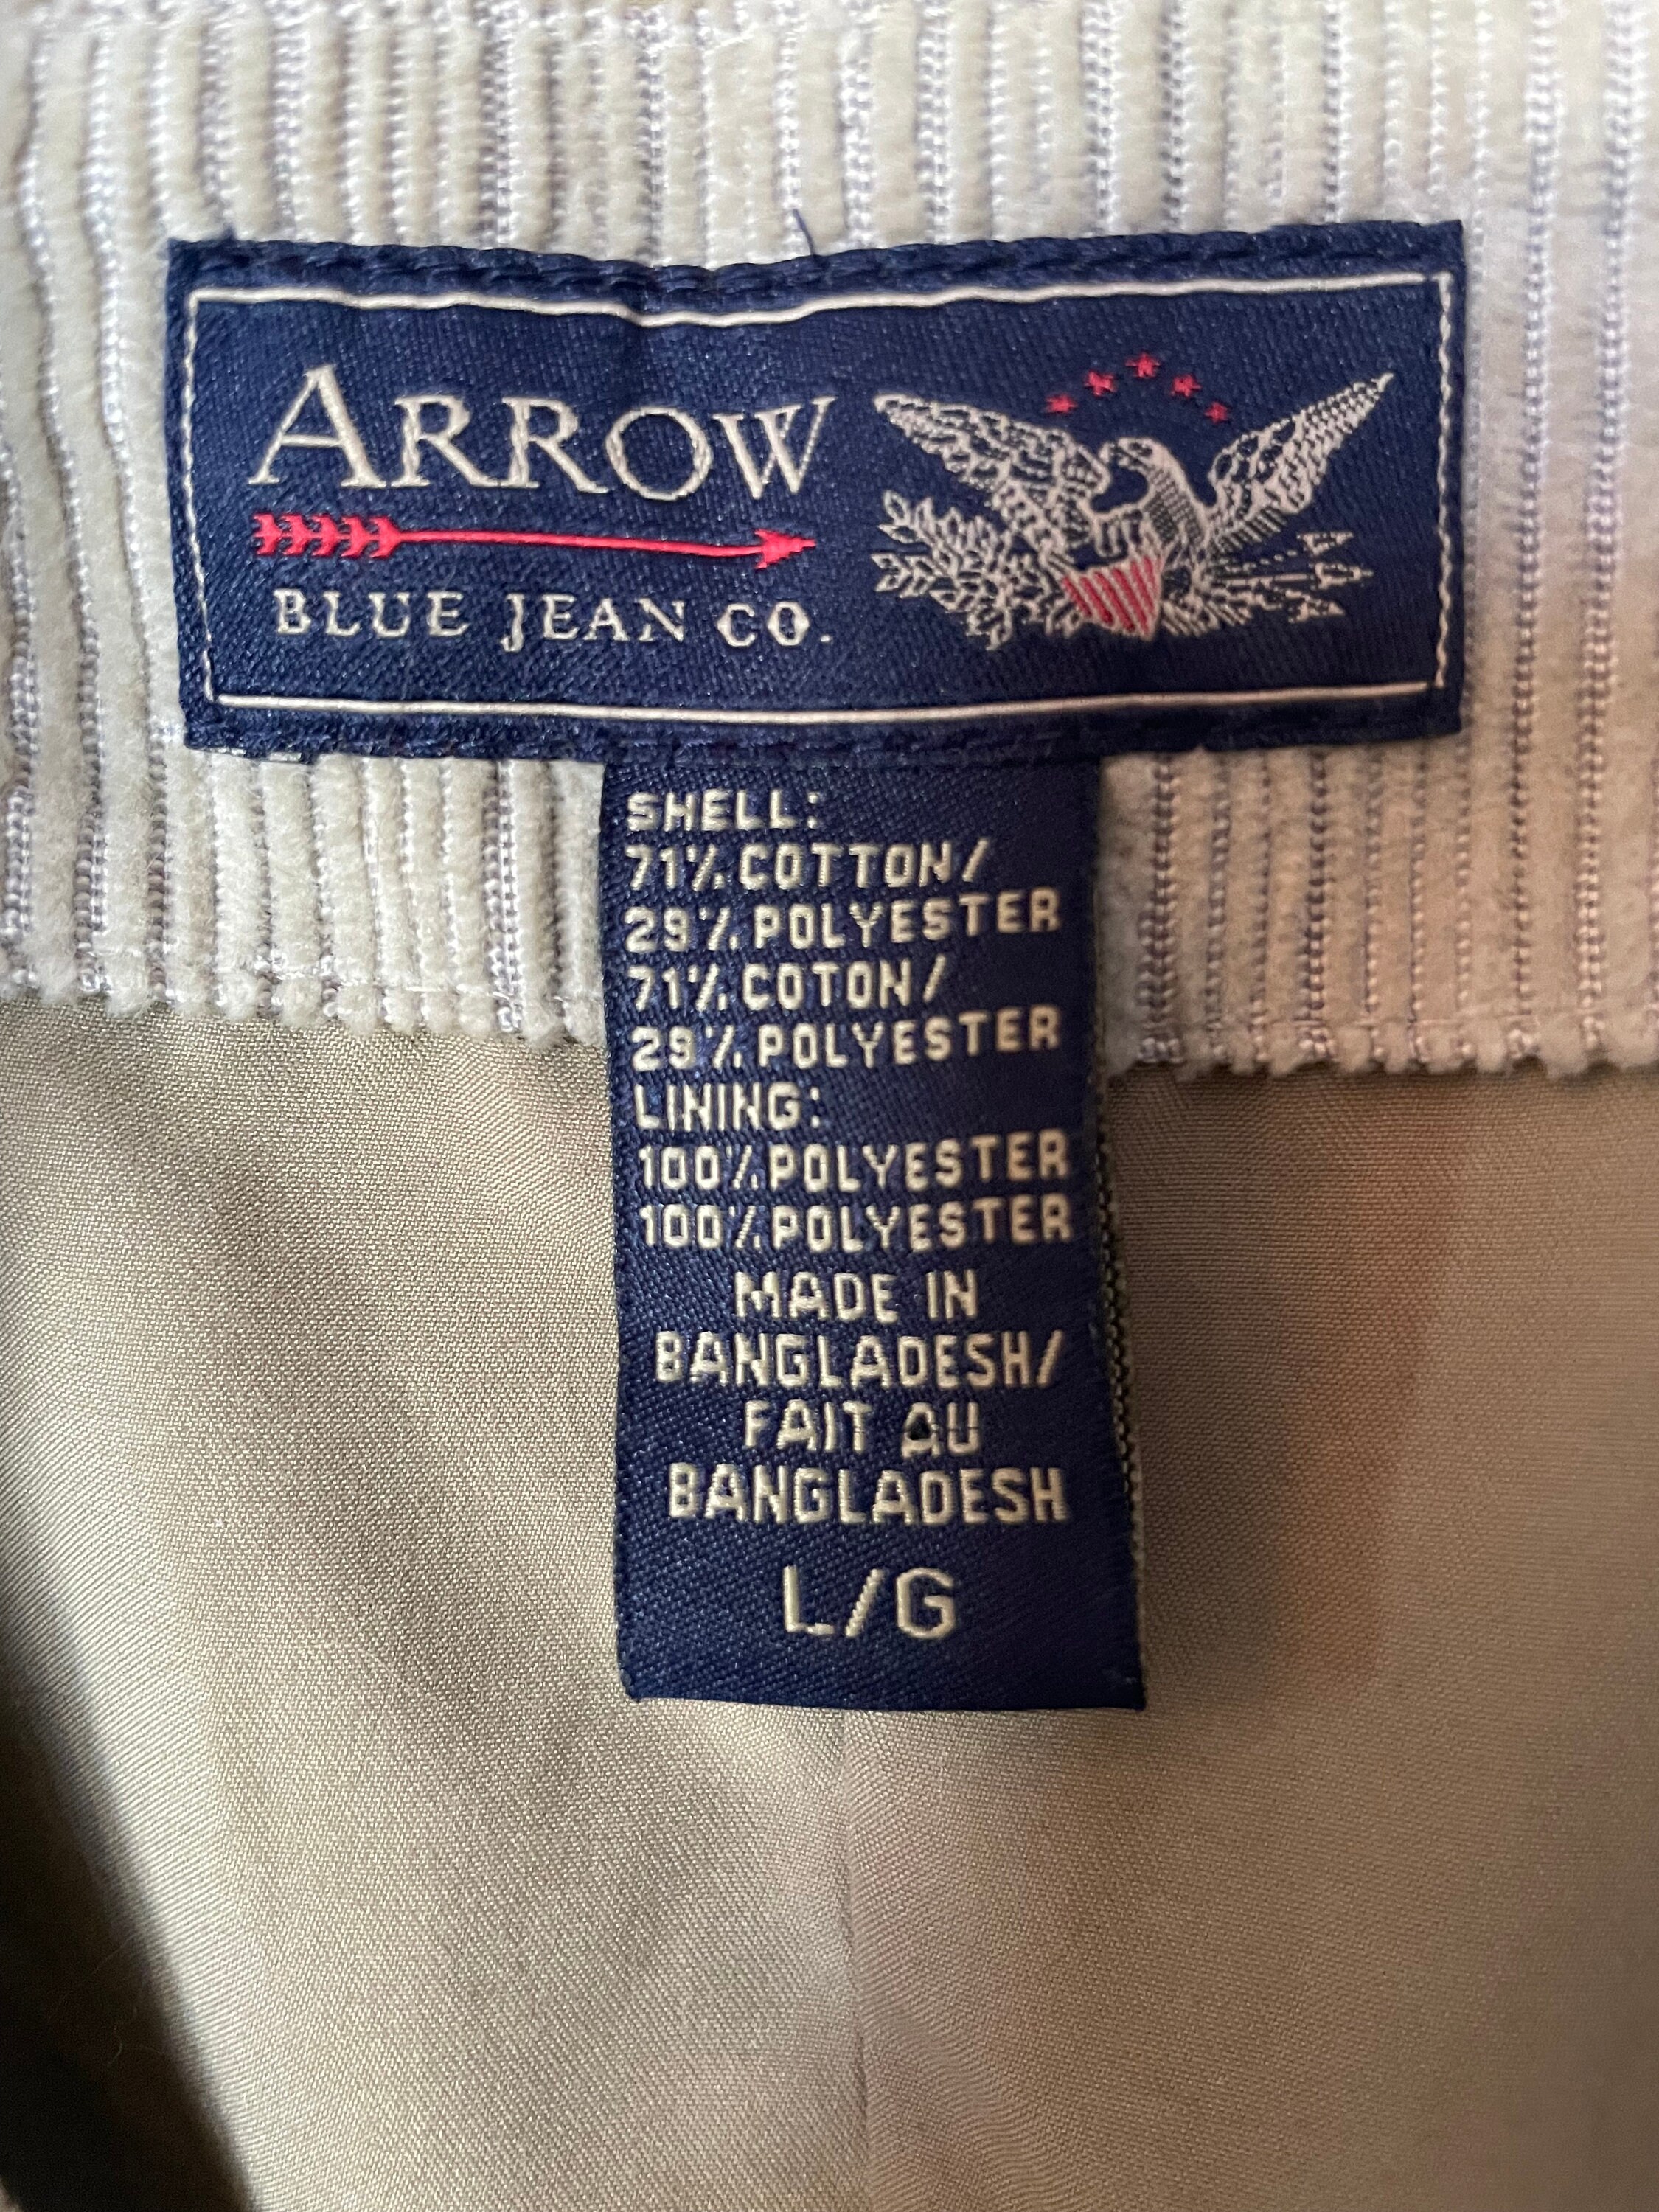 ARROW
BLUE JEAN CO.
SHELL:
71% COTTON/
29% POLYESTER
71% COTON/
29% POLYESTER
LINING:
100% POLYESTER
100% POLYESTER
MADE IN
BANGLADESH/
FAIT AU
BANGLADESH
L/G